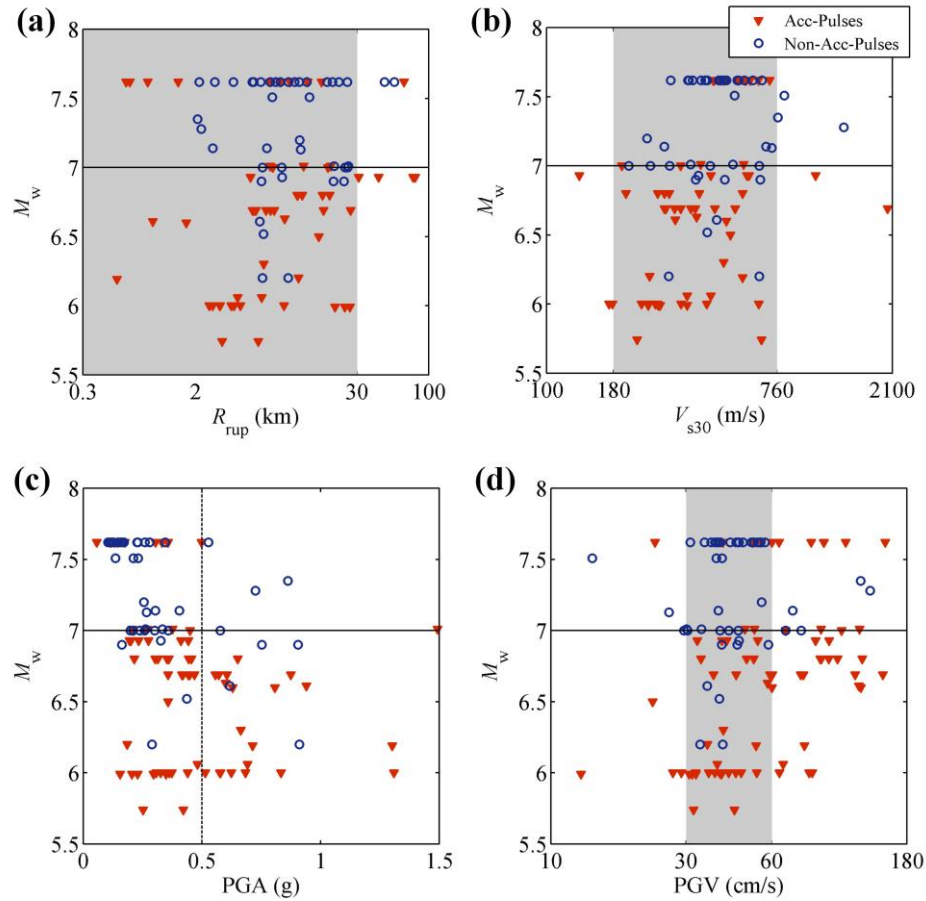 (a)
8
7.5
7
6.5
6
5.5
Mw
0.3 2 30 100
Rrup (km)
(b)
Acc-Pulses
Non-Acc-Pulses
8
7.5
7
6.5
6
5.5
Mw
100 180 760 2100
Vs30 (m/s)
(c)
8
7.5
7
6.5
6
5.5
Mw
0 0.5 1 1.5
PGA (g)
(d)
8
7.5
7
6.5
6
5.5
Mw
10 30 60 180
PGV (cm/s)